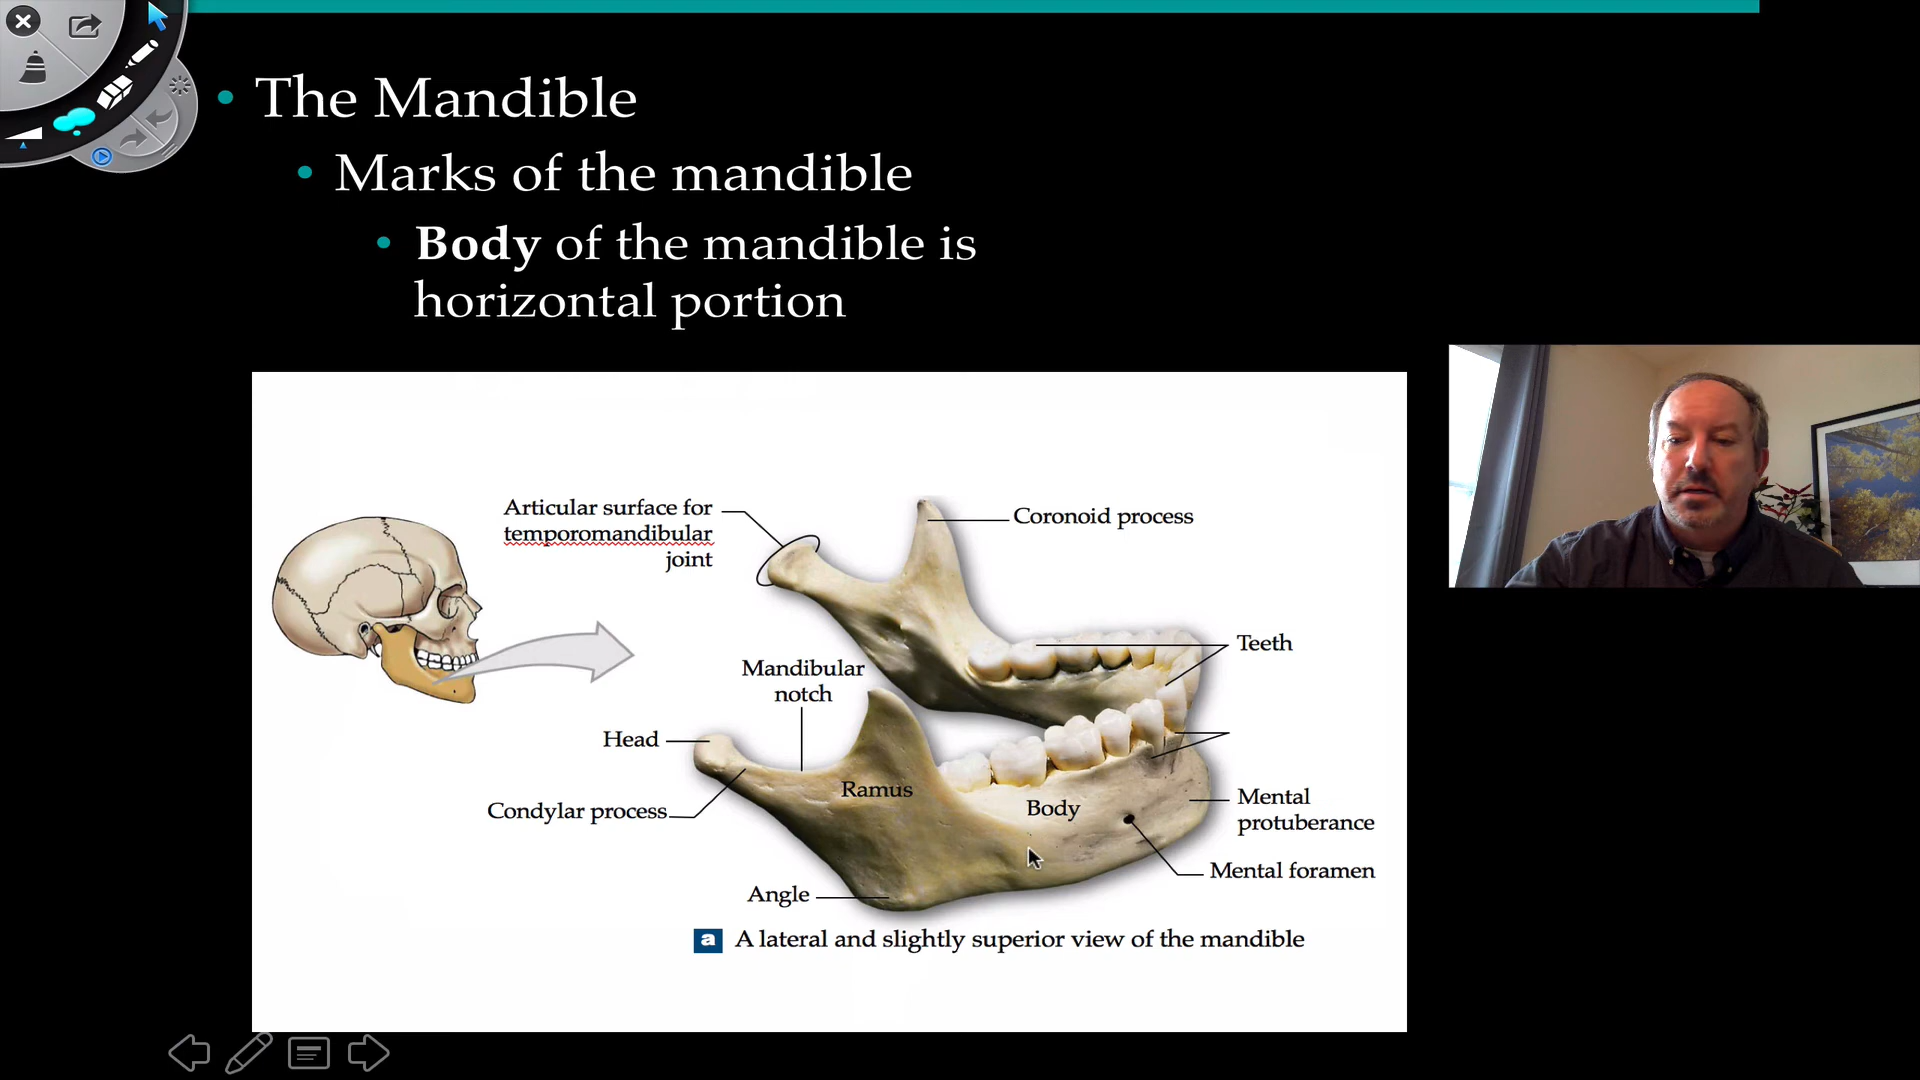 The Mandible
Marks of the mandible
Body of the mandible is
horizontal portion
Articular surface for
temporomandibular
joint
Coronoid process
Teeth
Mandibular
notch
Head
Ramus
Condylar process
Body
Mental
protuberance
Mental foramen
Angle
a A lateral and slightly superior view of the mandible